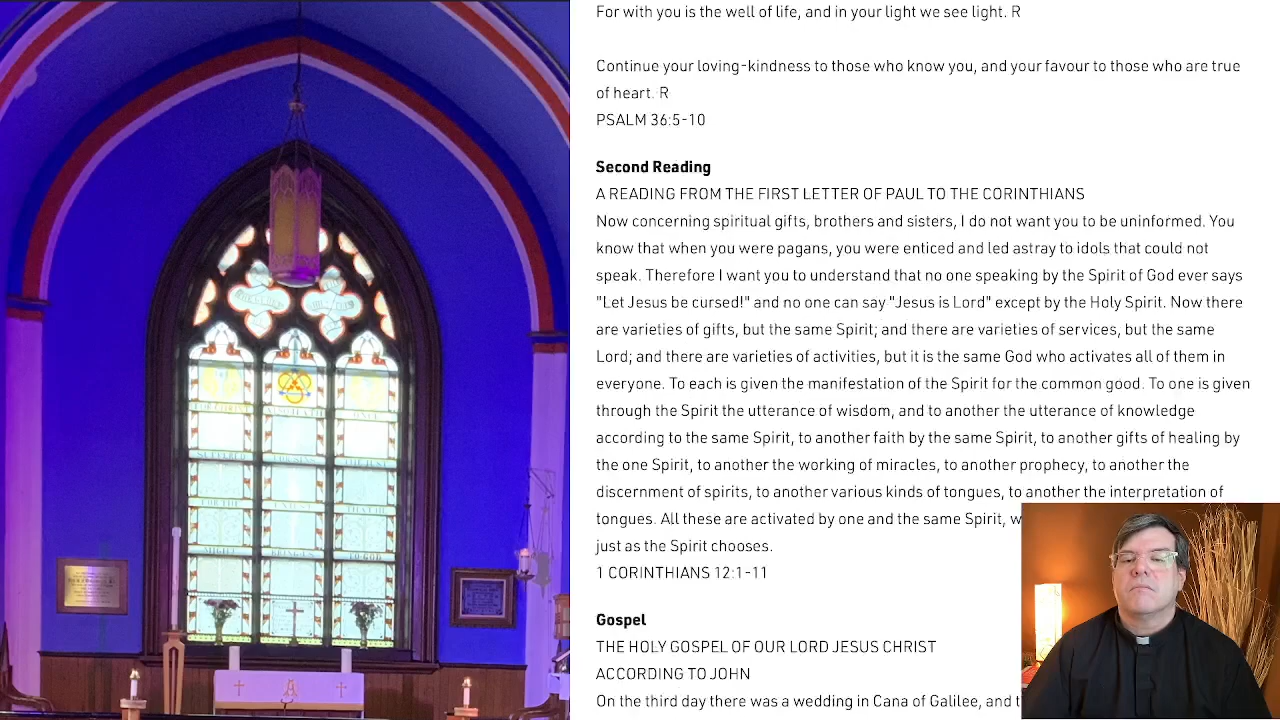 For with you is the well of life, and in your light we see light. R
Continue your loving-kindness to those who know you, and your favour to those who are true
of heart. R
PSALM 36:5-10
Second Reading
A READING FROM THE FIRST LETTER OF PAUL TO THE CORINTHIANS
Now concerning spiritual gifts, brothers and sisters, I do not want you to be uninformed. You
know that when you were pagans, you were enticed and led astray to idols that could not
speak. Therefore I want you to understand that no one speaking by the Spirit of God ever says
"Let Jesus be cursed!" and no one can say "Jesus is Lord" except by the Holy Spirit. Now there
are varieties of gifts, but the same Spirit; and there are varieties of services, but the same
Lord; and there are varieties of activities, but it is the same God who activates all of them in
everyone. To each is given the manifestation of the Spirit for the common good. To one is given
through the Spirit the utterance of wisdom, and to another the utterance of knowledge
according to the same Spirit, to another faith by the same Spirit, to another gifts of healing by
the one Spirit, to another the working of miracles, to another prophecy, to another the
discernment of spirits, to another various kinds of tongues, to another the interpretation of
tongues. All these are activated by one and the same Spirit,
just as the Spirit chooses.
1 CORINTHIANS 12:1-11
Gospel
THE HOLY GOSPEL OF OUR LORD JESUS CHRIST
ACCORDING TO JOHN
On the third day there was a wedding in Cana of Galilee, and